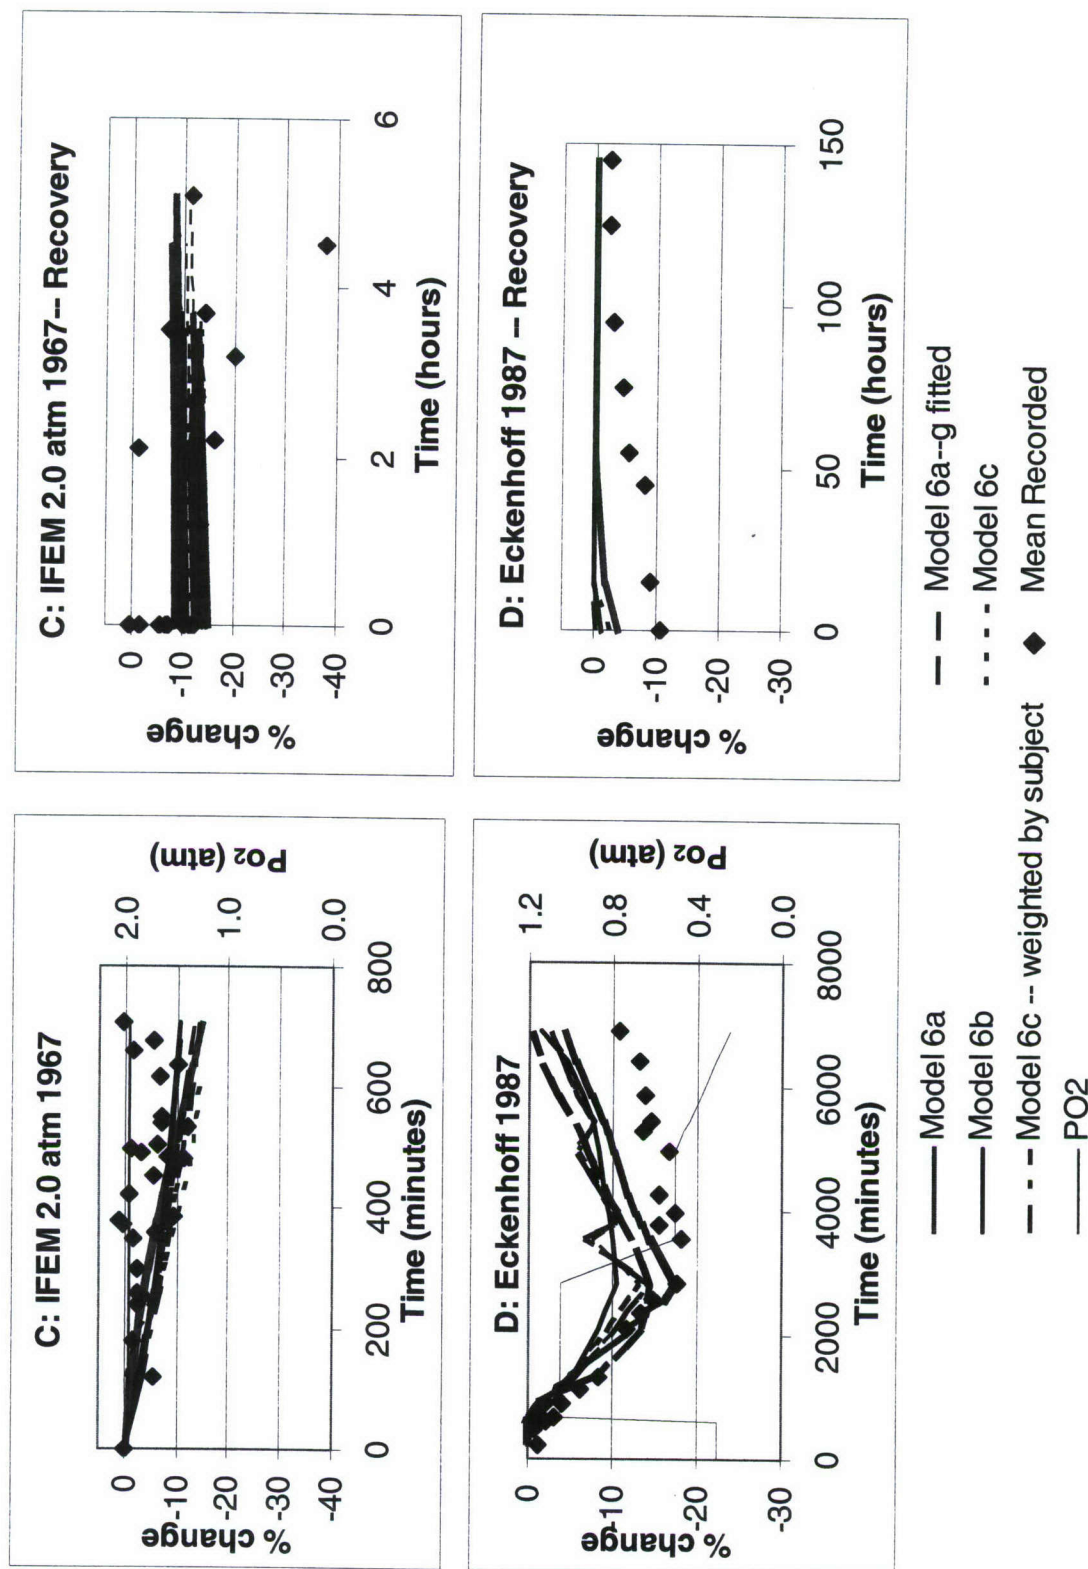 C: IFEM 2.0 atm 1967
0
-10
-20
-30
-40
% change
2.0
1.0
0.0
PO2 (atm)
0 200 400 600 800
Time (minutes)
C: IFEM 2.0 atm 1967-- Recovery
0
-10
-20
-30
-40
% change
0 2 4 6
Time (hours)
D: Eckenhoff 1987
0
-10
-20
-30
% change
1.2
0.8
0.4
0.0
PO2 (atm)
0 2000 4000 6000 8000
Time (minutes)
D: Eckenhoff 1987 -- Recovery
0
-10
-20
-30
% change
0 50 100 150
Time (hours)
Model 6a
Model 6a--g fitted
Model 6b
Model 6c
Model 6c -- weighted by subject
Mean Recorded
PO2